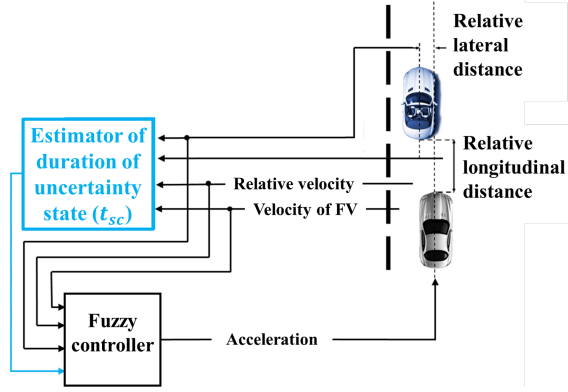 Relative
lateral
distance
Estimator of
duration of
uncertainty
state (t_sc)
Relative
longitudinal
distance
Relative velocity
Velocity of FV
Fuzzy
controller
Acceleration